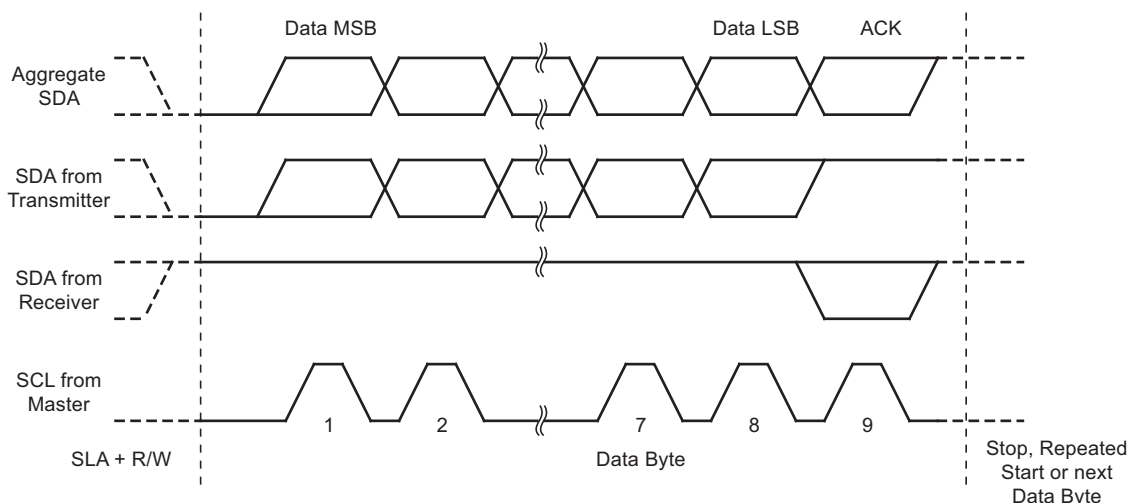 Data MSB
Data LSB
ACK
Aggregate
SDA
SDA from
Transmitter
SDA from
Receiver
SCL from
Master
1
2
7
8
9
SLA + R/W
Data Byte
Stop, Repeated
Start or next
Data Byte